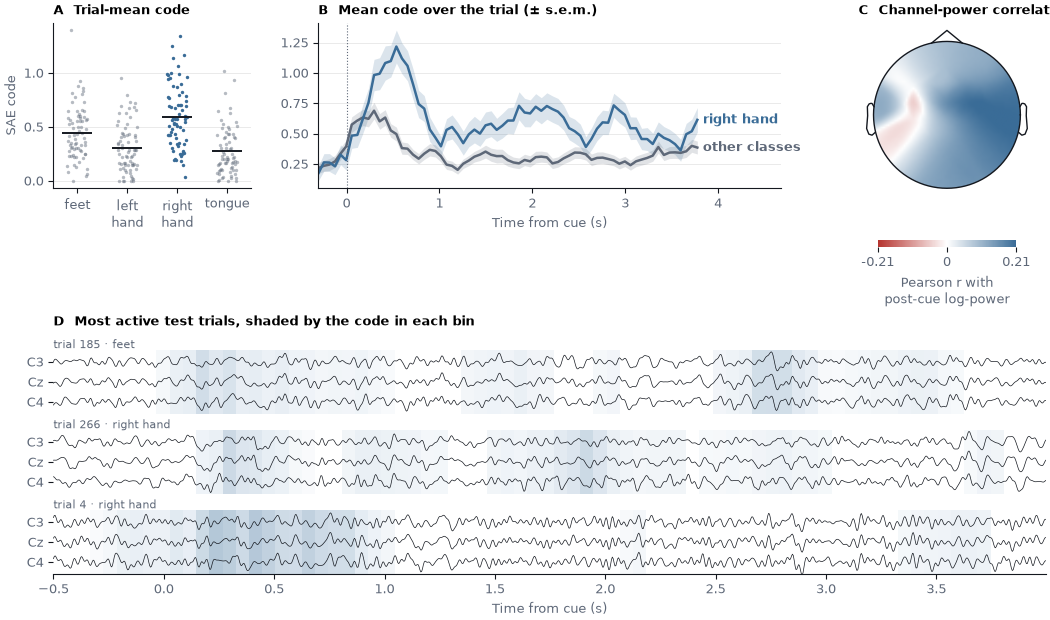 A Trial-mean code
B Mean code over the trial (± s.e.m.)
C Channel-power correlat
SAE code
1.0
0.5
0.0
feet
left
hand
right
hand
tongue
1.25
1.00
0.75
0.50
0.25
right hand
other classes
0
1
2
3
4
Time from cue (s)
-0.21
0
0.21
Pearson r with
post-cue log-power
D Most active test trials, shaded by the code in each bin
trial 185 · feet
C3
Cz
C4
trial 266 · right hand
C3
Cz
C4
trial 4 · right hand
C3
Cz
C4
−0.5
0.0
0.5
1.0
1.5
2.0
2.5
3.0
3.5
Time from cue (s)